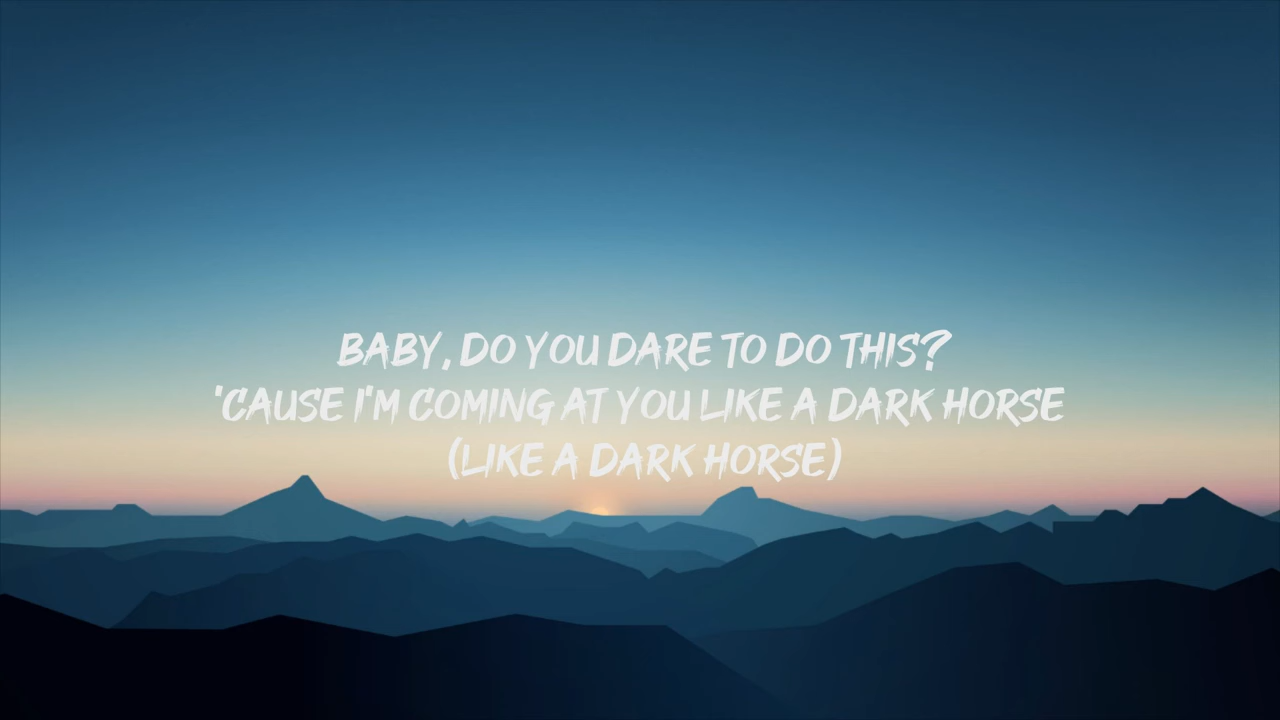 BABY, DO YOU DARE TO DO THIS?
'CAUSE I'M COMING AT YOU LIKE A DARK HORSE
(LIKE A DARK HORSE)